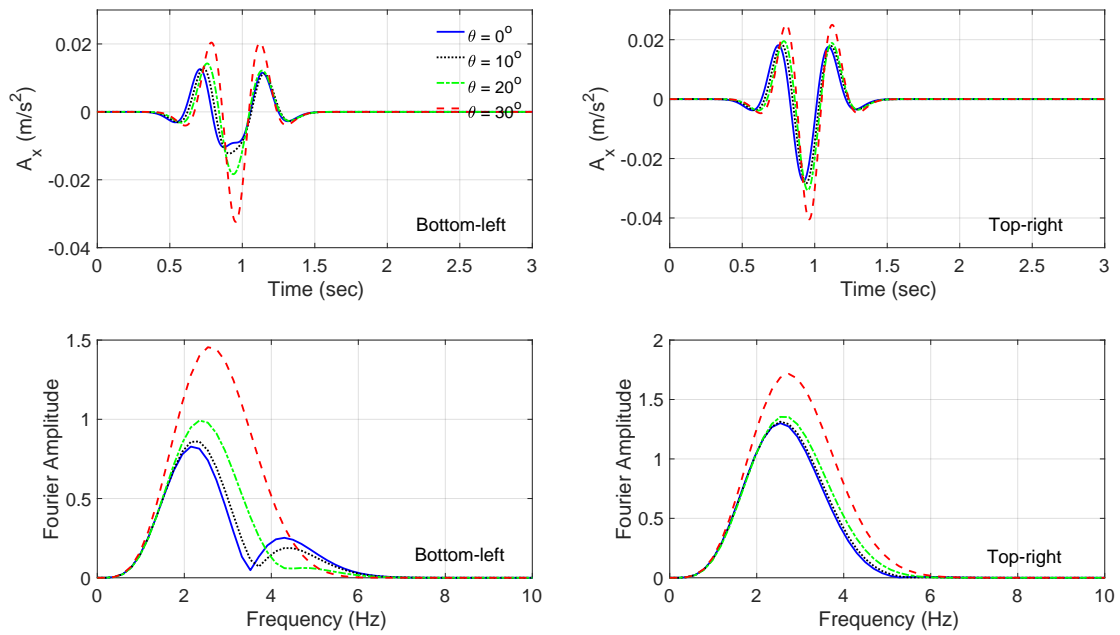 A_x (m/s^2)
0.02
0
-0.02
-0.04
0 0.5 1 1.5 2 2.5 3
Time (sec)
θ = 0^o
θ = 10^o
θ = 20^o
θ = 30^o
Bottom-left
A_x (m/s^2)
0.02
0
-0.02
-0.04
0 0.5 1 1.5 2 2.5 3
Time (sec)
Top-right
Fourier Amplitude
1.5
1
0.5
0
0 2 4 6 8 10
Frequency (Hz)
Bottom-left
Fourier Amplitude
2
1.5
1
0.5
0
0 2 4 6 8 10
Frequency (Hz)
Top-right